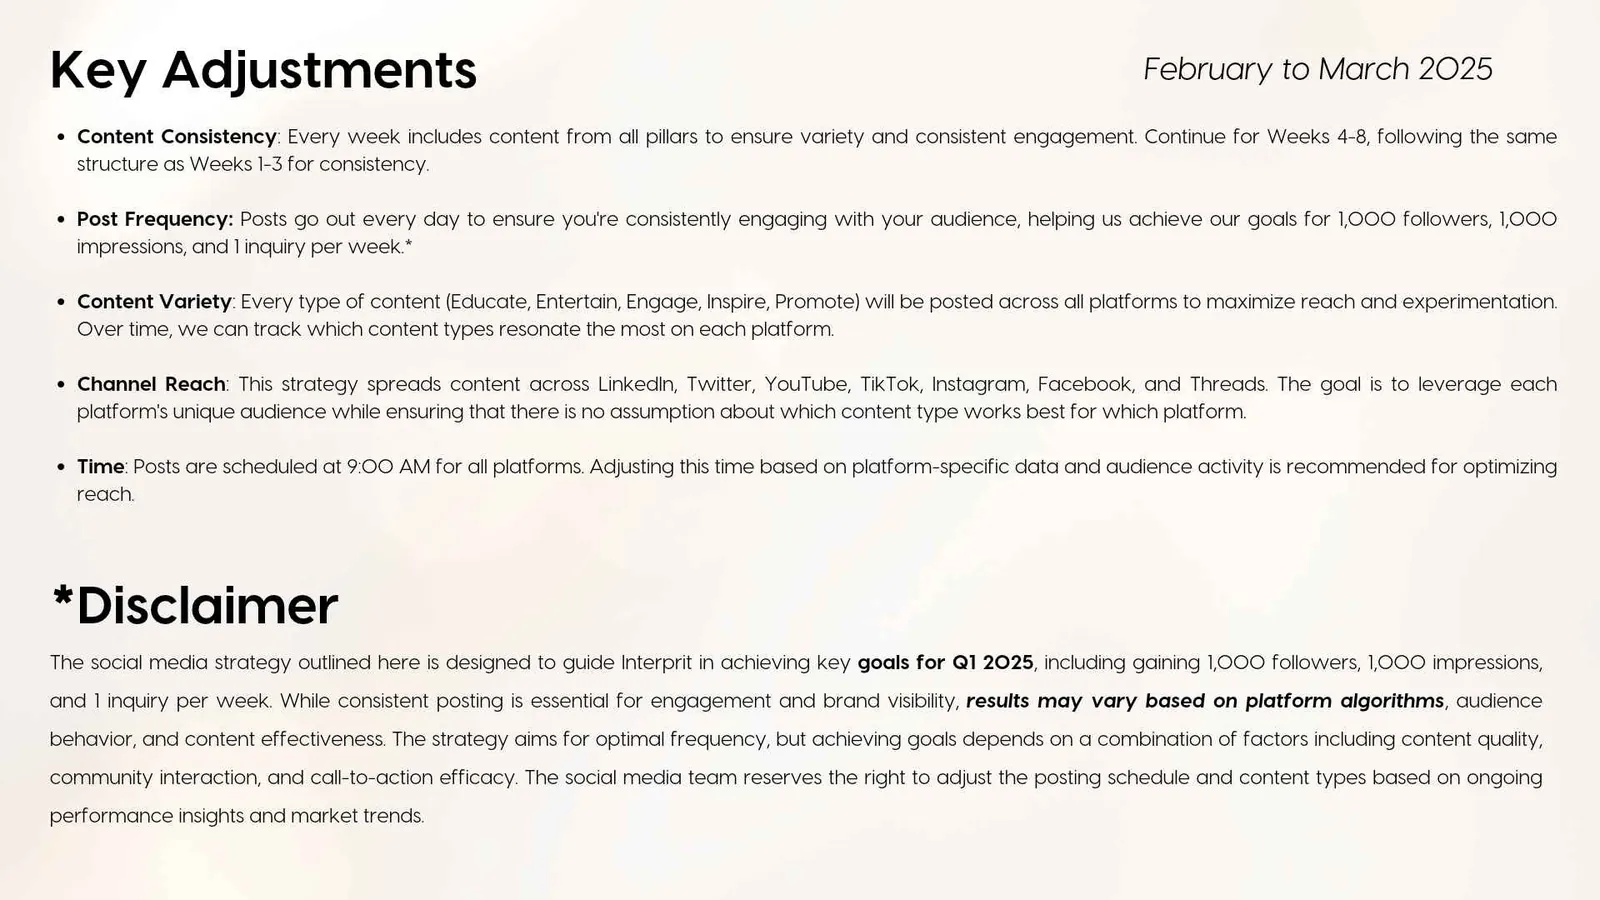 Key Adjustments
February to March 2025
• Content Consistency: Every week includes content from all pillars to ensure variety and consistent engagement. Continue for Weeks 4-8, following the same
structure as Weeks 1-3 for consistency.
• Post Frequency: Posts go out every day to ensure you're consistently engaging with your audience, helping us achieve our goals for 1,000 followers, 1,000
impressions, and 1 inquiry per week.*
• Content Variety: Every type of content (Educate, Entertain, Engage, Inspire, Promote) will be posted across all platforms to maximize reach and experimentation.
Over time, we can track which content types resonate the most on each platform.
• Channel Reach: This strategy spreads content across LinkedIn, Twitter, YouTube, TikTok, Instagram, Facebook, and Threads. The goal is to leverage each
platform's unique audience while ensuring that there is no assumption about which content type works best for which platform.
• Time: Posts are scheduled at 9:00 AM for all platforms. Adjusting this time based on platform-specific data and audience activity is recommended for optimizing
reach.
*Disclaimer
The social media strategy outlined here is designed to guide Interprit in achieving key goals for Q1 2025, including gaining 1,000 followers, 1,000 impressions,
and 1 inquiry per week. While consistent posting is essential for engagement and brand visibility, results may vary based on platform algorithms, audience
behavior, and content effectiveness. The strategy aims for optimal frequency, but achieving goals depends on a combination of factors including content quality,
community interaction, and call-to-action efficacy. The social media team reserves the right to adjust the posting schedule and content types based on ongoing
performance insights and market trends.